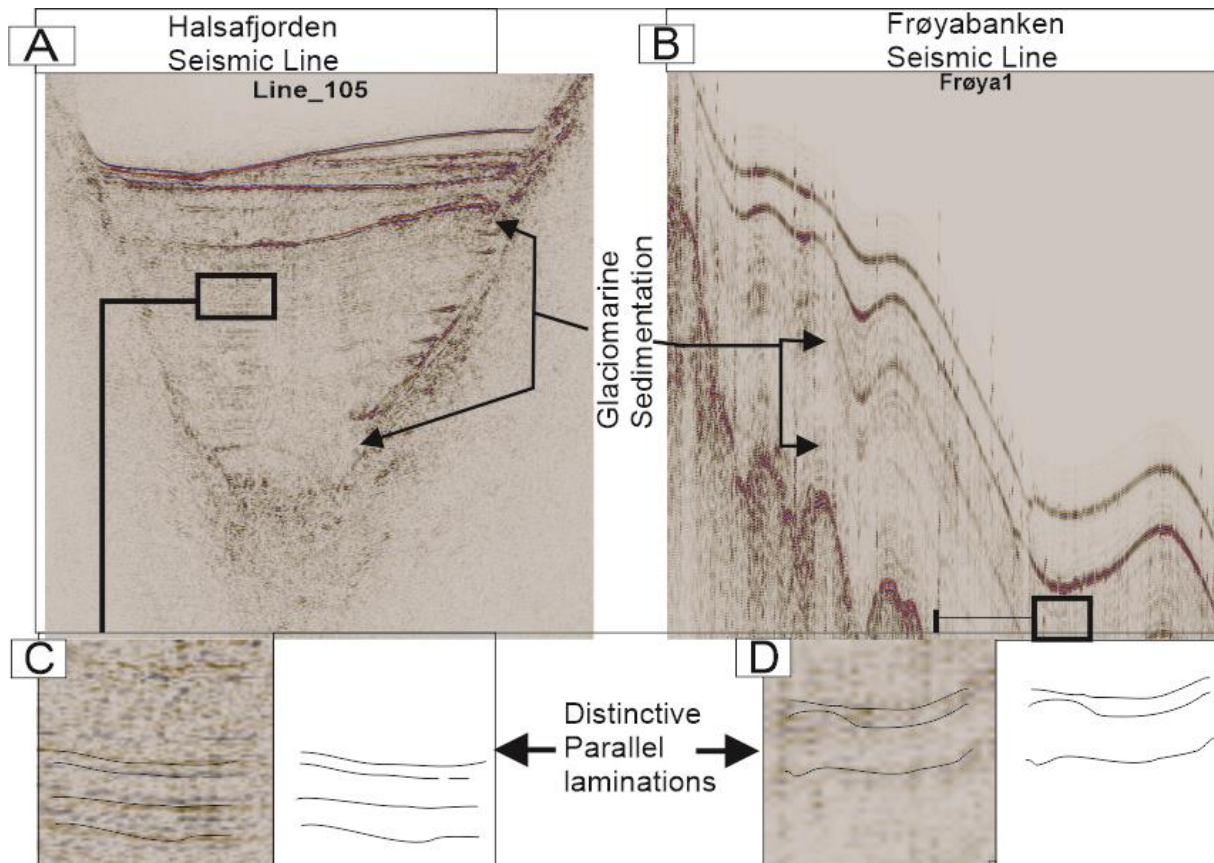 A
Halsafjorden
Seismic Line
Line_105
B
Frøyabanken
Seismic Line
Frøya1
Glaciomarine
Sedimentation
C
D
Distinctive
Parallel
laminations